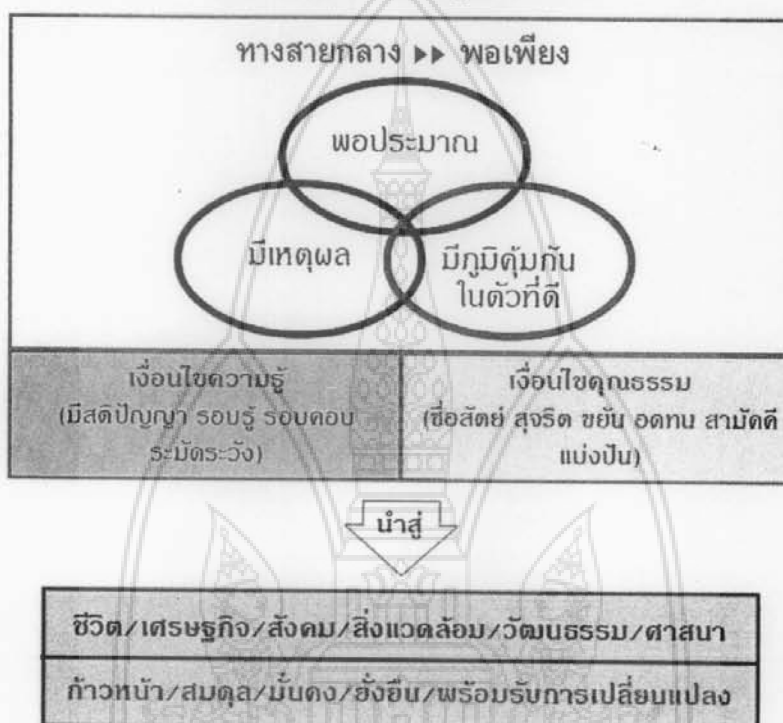 ทางสายกลาง ▸▸ พอเพียง
พอประมาณ
มีเหตุผล
มีภูมิคุ้มกัน
ในตัวที่ดี
เงื่อนไขความรู้
(มีสติปัญญา รอบรู้ รอบคอบ
ระมัดระวัง)
เงื่อนไขคุณธรรม
(ซื่อสัตย์ สุจริต ขยัน อดทน สามัคคี
แบ่งปัน)
นำสู่
ชีวิต/เศรษฐกิจ/สังคม/สิ่งแวดล้อม/วัฒนธรรม/ศาสนา
ก้าวหน้า/สมดุล/มั่นคง/ยั่งยืน/พร้อมรับการเปลี่ยนแปลง